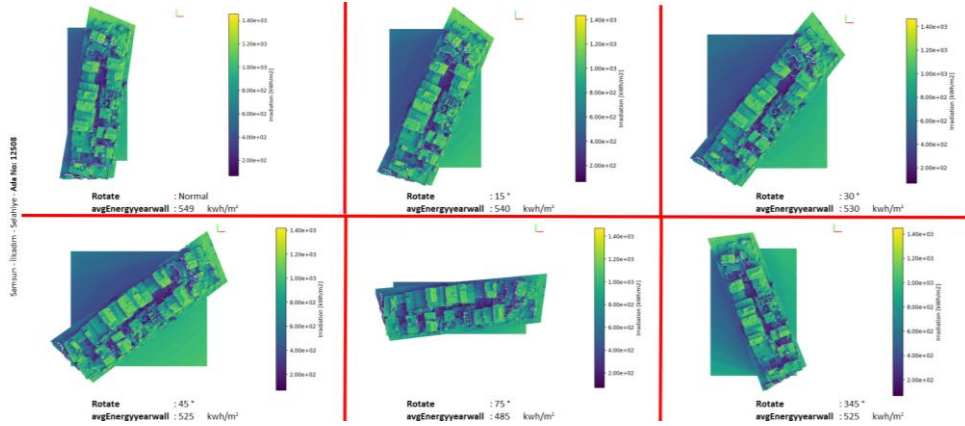 Samsun - İlkadım - Selahiye - Ada No: 12508
1.40e+03
1.20e+03
1.00e+03
8.00e+02
6.00e+02
4.00e+02
2.00e+02
Irradiation [kWh/m2]
Rotate : Normal
avgEnergyyearwall : 549 kwh/m²
1.40e+03
1.20e+03
1.00e+03
8.00e+02
6.00e+02
4.00e+02
2.00e+02
Irradiation [kWh/m2]
Rotate : 15 °
avgEnergyyearwall : 540 kwh/m²
1.40e+03
1.20e+03
1.00e+03
8.00e+02
6.00e+02
4.00e+02
2.00e+02
Irradiation [kWh/m2]
Rotate : 30 °
avgEnergyyearwall : 530 kwh/m²
1.40e+03
1.20e+03
1.00e+03
8.00e+02
6.00e+02
4.00e+02
2.00e+02
Irradiation [kWh/m2]
Rotate : 45 °
avgEnergyyearwall : 525 kwh/m²
1.40e+03
1.20e+03
1.00e+03
8.00e+02
6.00e+02
4.00e+02
2.00e+02
Irradiation [kWh/m2]
Rotate : 75 °
avgEnergyyearwall : 485 kwh/m²
1.40e+03
1.20e+03
1.00e+03
8.00e+02
6.00e+02
4.00e+02
2.00e+02
Irradiation [kWh/m2]
Rotate : 345 °
avgEnergyyearwall : 525 kwh/m²